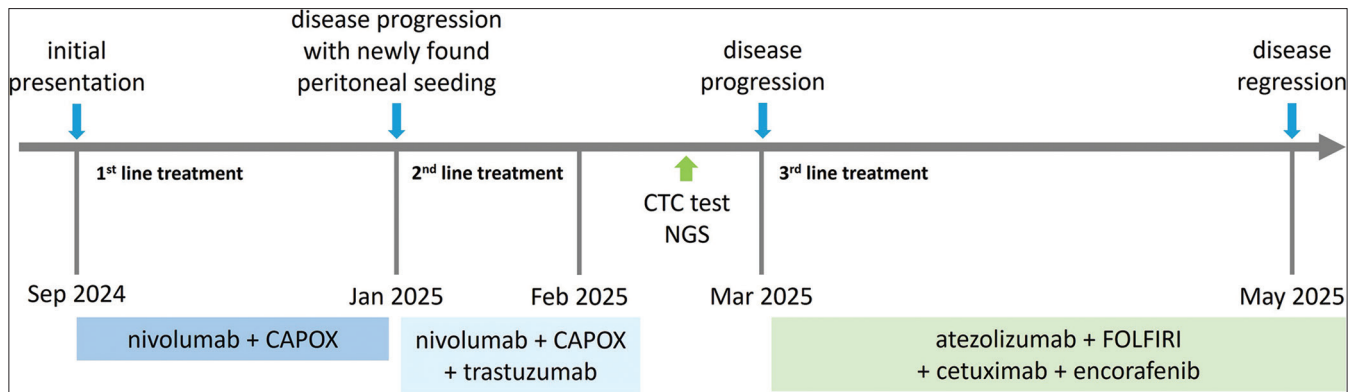 initial
presentation
disease progression
with newly found
peritoneal seeding
disease
progression
disease
regression
1st line treatment
2nd line treatment
3rd line treatment
CTC test
NGS
Sep 2024
Jan 2025
Feb 2025
Mar 2025
May 2025
nivolumab + CAPOX
nivolumab + CAPOX
+ trastuzumab
atezolizumab + FOLFIRI
+ cetuximab + encorafenib